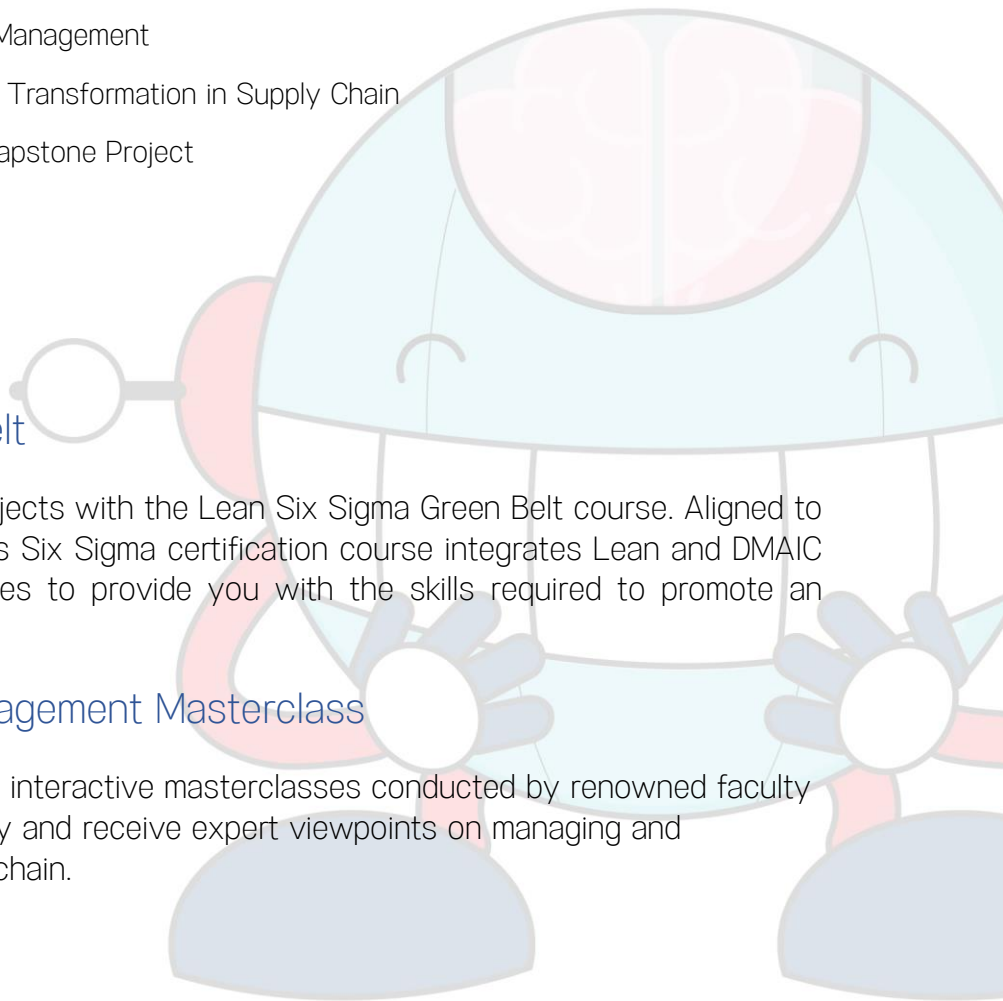 Management
Transformation in Supply Chain
apstone Project
elt
jects with the Lean Six Sigma Green Belt course. Aligned to
s Six Sigma certification course integrates Lean and DMAIC
es to provide you with the skills required to promote an
agement Masterclass
interactive masterclasses conducted by renowned faculty
y and receive expert viewpoints on managing and
chain.